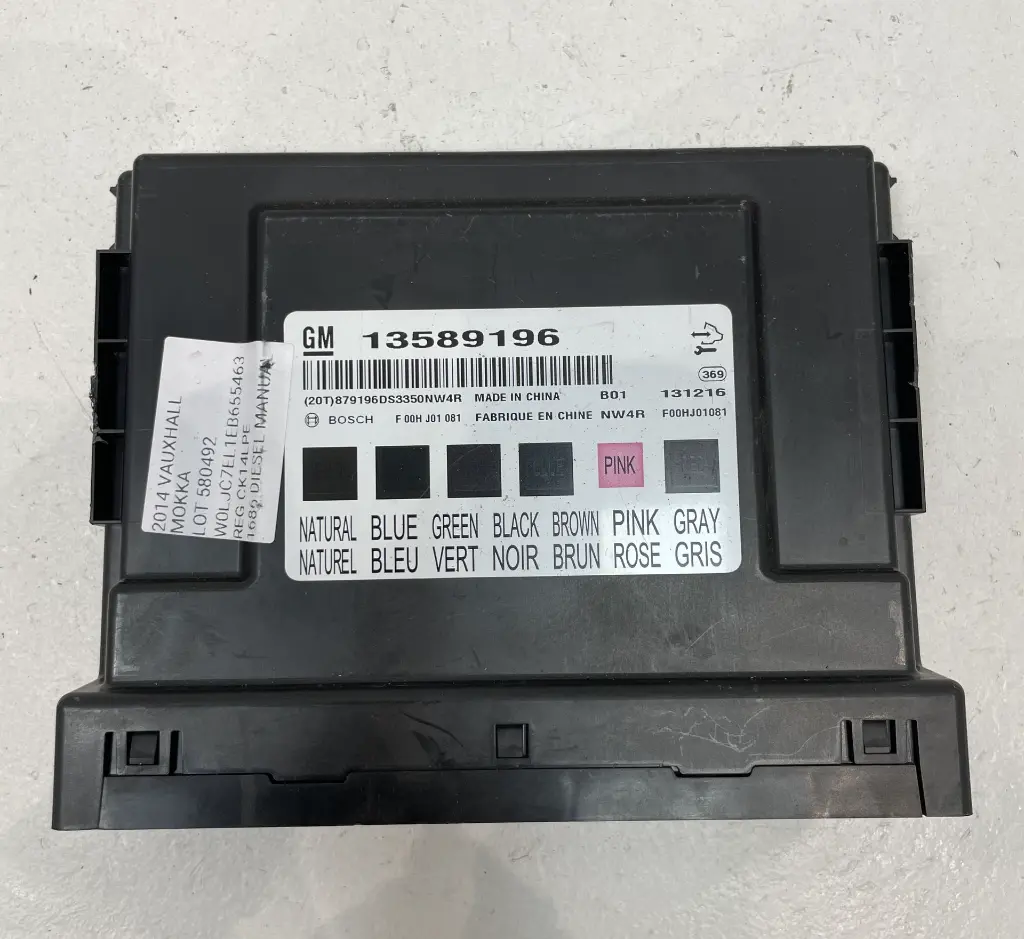 GM 13589196
369
(20T)879196DS3350NW4R MADE IN CHINA B01 131216
BOSCH F 00H J01 081 FABRIQUE EN CHINE NW4R F00HJ01081
PINK
NATURAL BLUE GREEN BLACK BROWN PINK GRAY
NATUREL BLEU VERT NOIR BRUN ROSE GRIS
2014 VAUXHALL
MOKKA
LOT 580492
W0LJC7EL1EB655463
REG CK14LPE
1682 DIESEL MANUAL